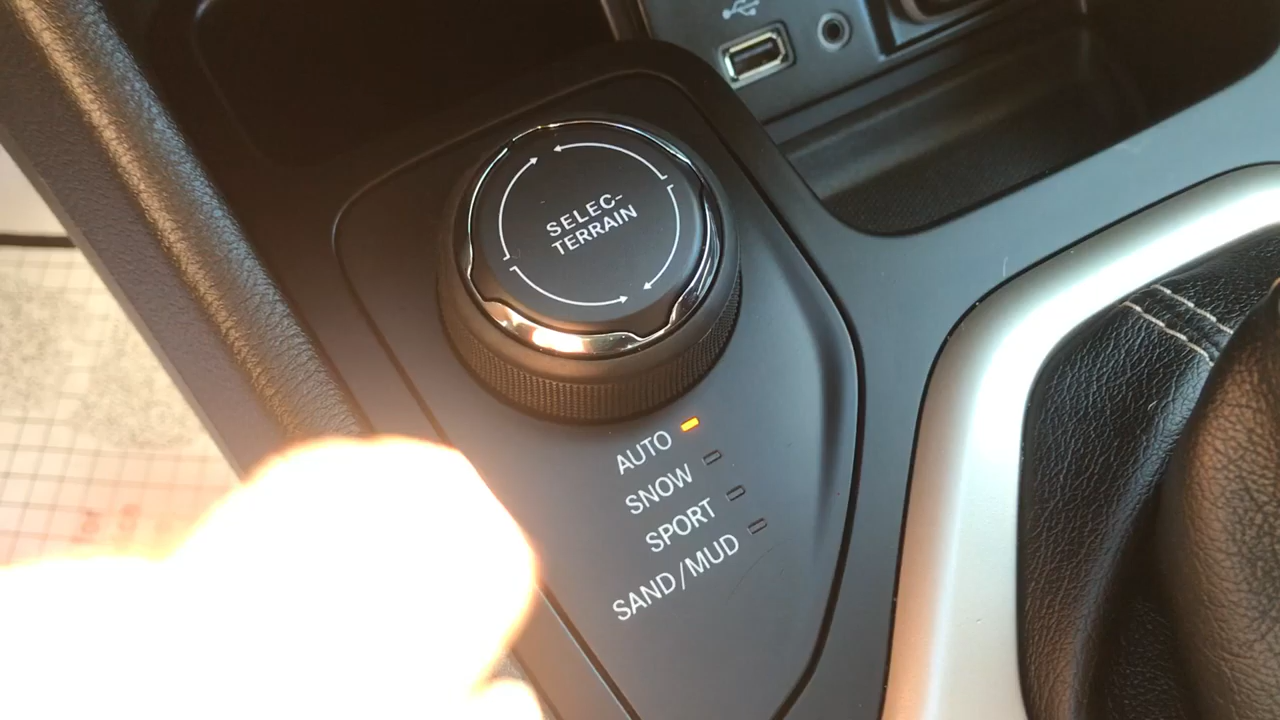 SELEC-
TERRAIN
AUTO
SNOW
SPORT
SAND/MUD